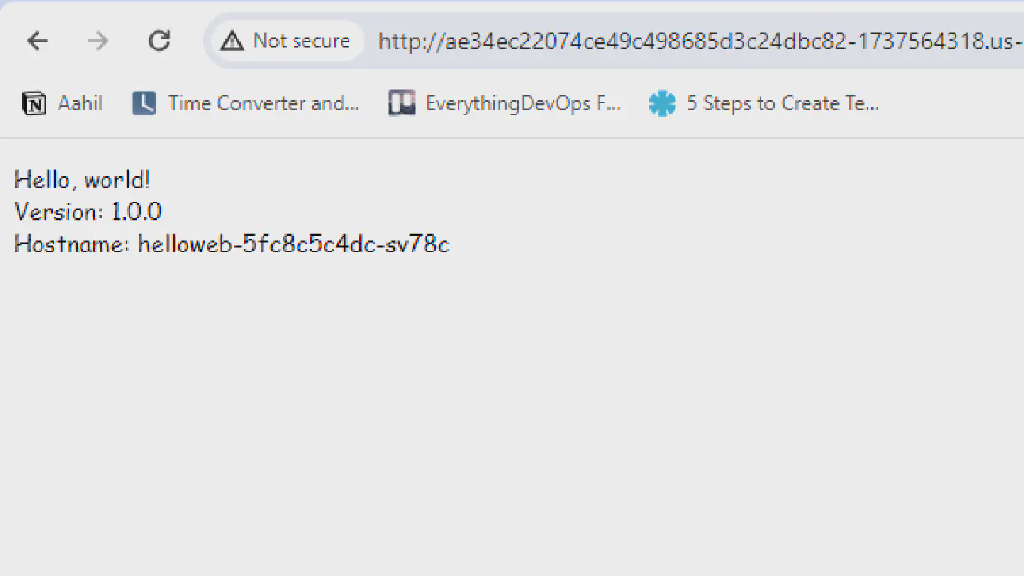 Not secure http://ae34ec22074ce49c498685d3c24dbc82-1737564318.us-
Aahil Time Converter and... EverythingDevOps F... 5 Steps to Create Te...
Hello, world!
Version: 1.0.0
Hostname: helloweb-5fc8c5c4dc-sv78c